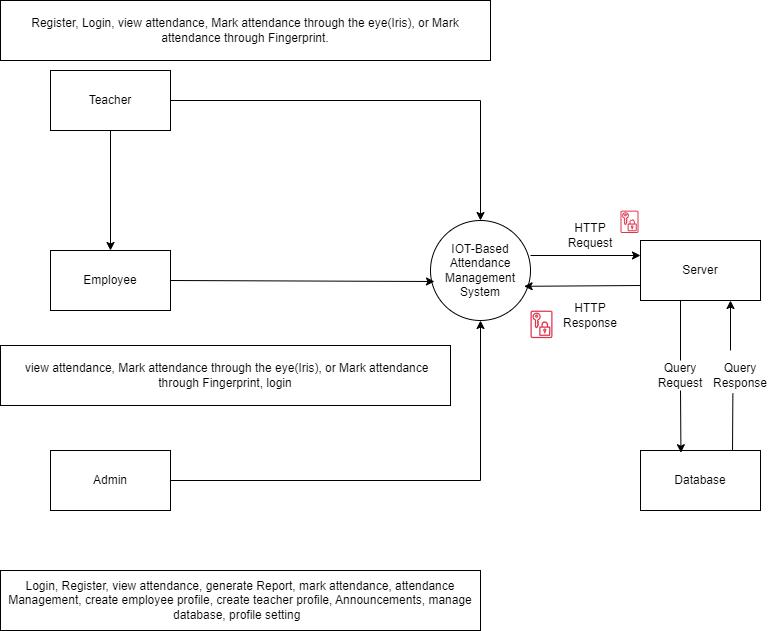 Register, Login, view attendance, Mark attendance through the eye(Iris), or Mark
attendance through Fingerprint.
Teacher
Employee
IOT-Based
Attendance
Management
System
HTTP
Request
Server
HTTP
Response
view attendance, Mark attendance through the eye(Iris), or Mark attendance
through Fingerprint, login
Query
Request
Query
Response
Admin
Database
Login, Register, view attendance, generate Report, mark attendance, attendance
Management, create employee profile, create teacher profile, Announcements, manage
database, profile setting